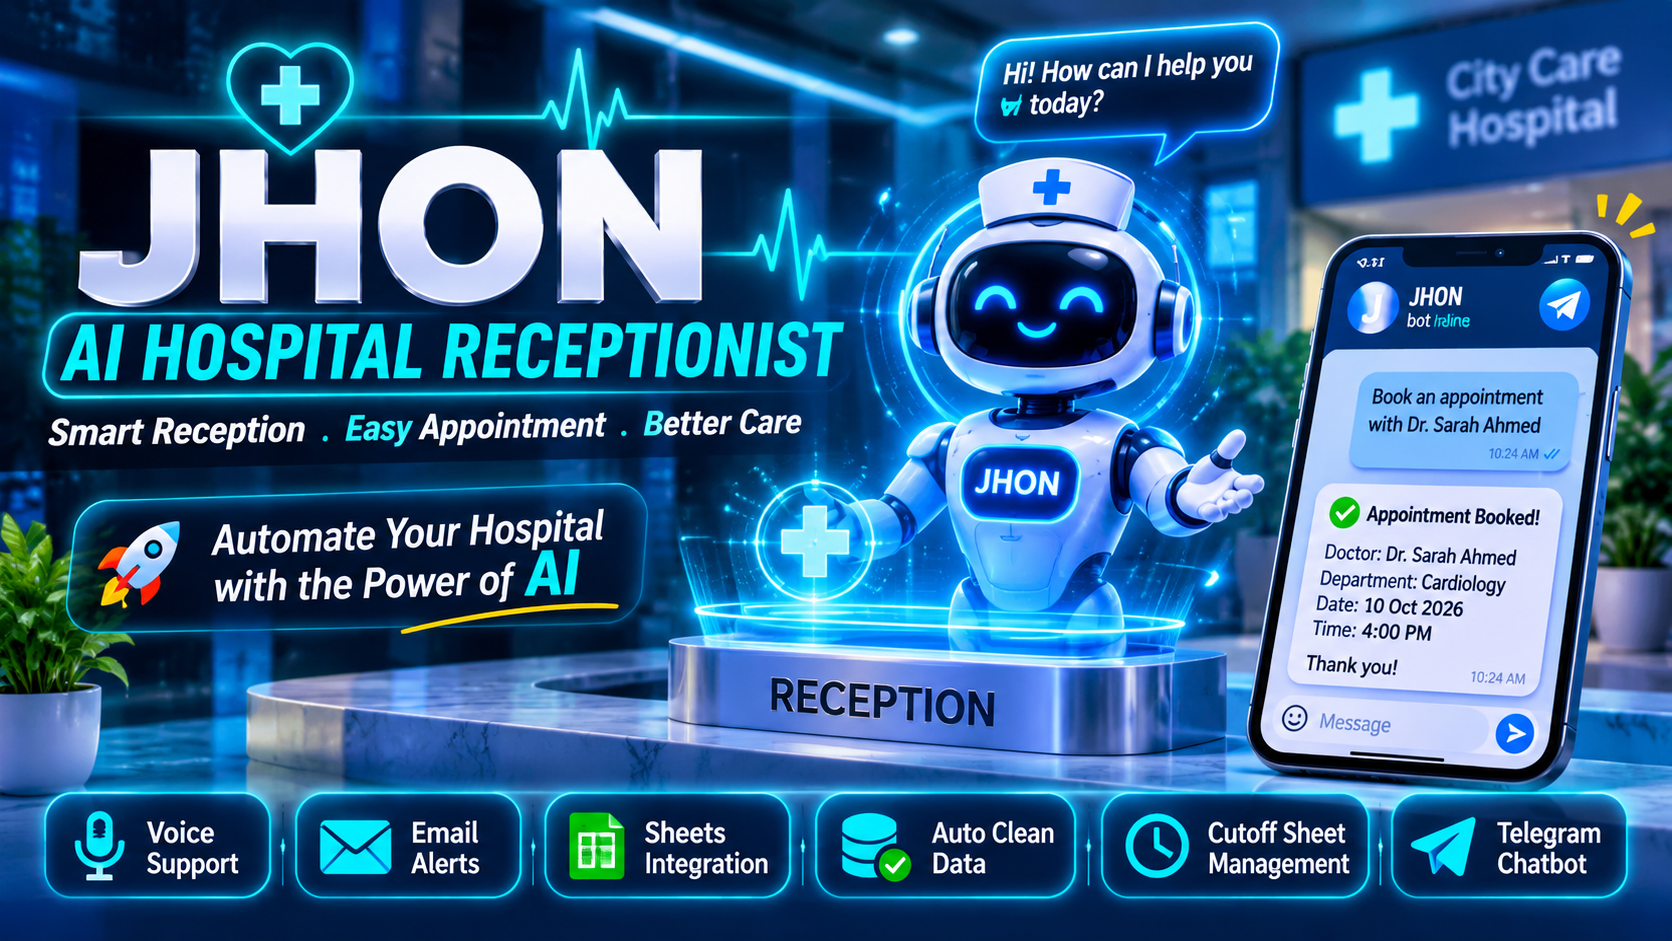 JHON
AI HOSPITAL RECEPTIONIST
Smart Reception . Easy Appointment . Better Care
Automate Your Hospital
with the Power of AI
Hi! How can I help you
today?
City Care
Hospital
JHON
RECEPTION
J JHON
bot
Book an appointment
with Dr. Sarah Ahmed
10.24 AM
Appointment Booked!
Doctor: Dr. Sarah Ahmed
Department: Cardiology
Date: 10 Oct 2026
Time: 4:00 PM
Thank you!
10:24 AM
Message
Voice
Support
Email
Alerts
Sheets
Integration
Auto Clean
Data
Cutoff Sheet
Management
Telegram
Chatbot